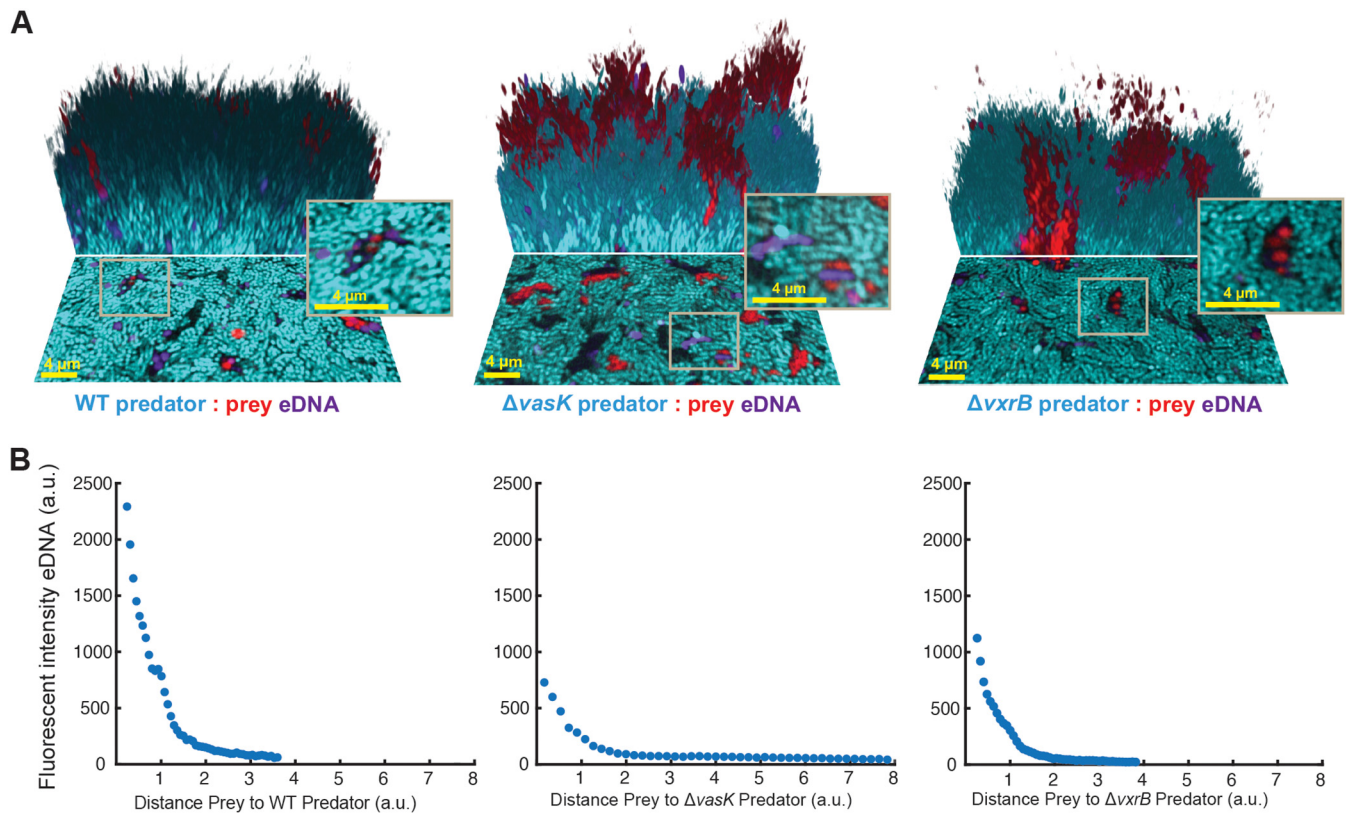 A
4 µm
4 µm
4 µm
4 µm
4 µm
4 µm
WT predator : prey eDNA
ΔvasK predator : prey eDNA
ΔvxrB predator : prey eDNA
B
Fluorescent intensity eDNA (a.u.)
2500
2000
1500
1000
500
0
1 2 3 4 5 6 7 8
Distance Prey to WT Predator (a.u.)
2500
2000
1500
1000
500
0
1 2 3 4 5 6 7 8
Distance Prey to ΔvasK Predator (a.u.)
2500
2000
1500
1000
500
0
1 2 3 4 5 6 7 8
Distance Prey to ΔvxrB Predator (a.u.)